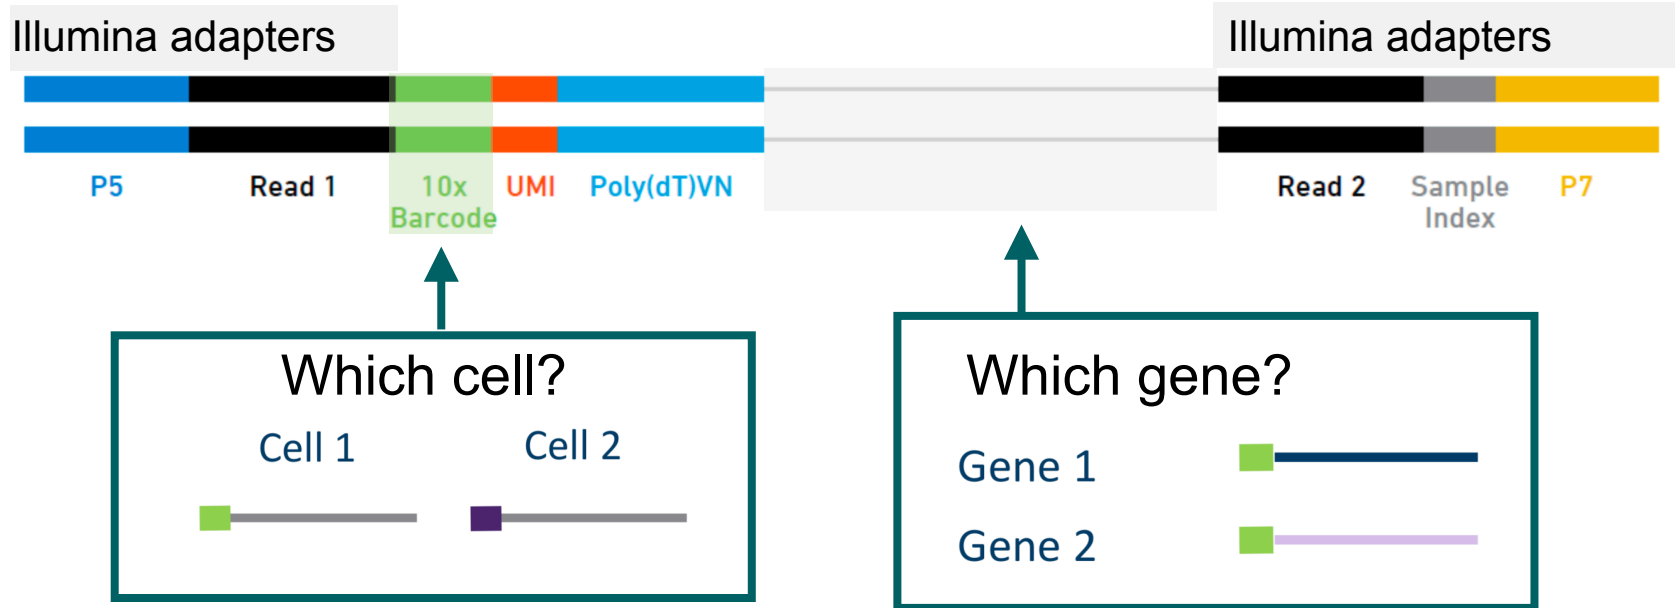 Illumina adapters
Illumina adapters
P5
Read 1
10x
Barcode
UMI
Poly(dT)VN
Read 2
Sample
Index
P7
Which cell?
Cell 1
Cell 2
Which gene?
Gene 1
Gene 2